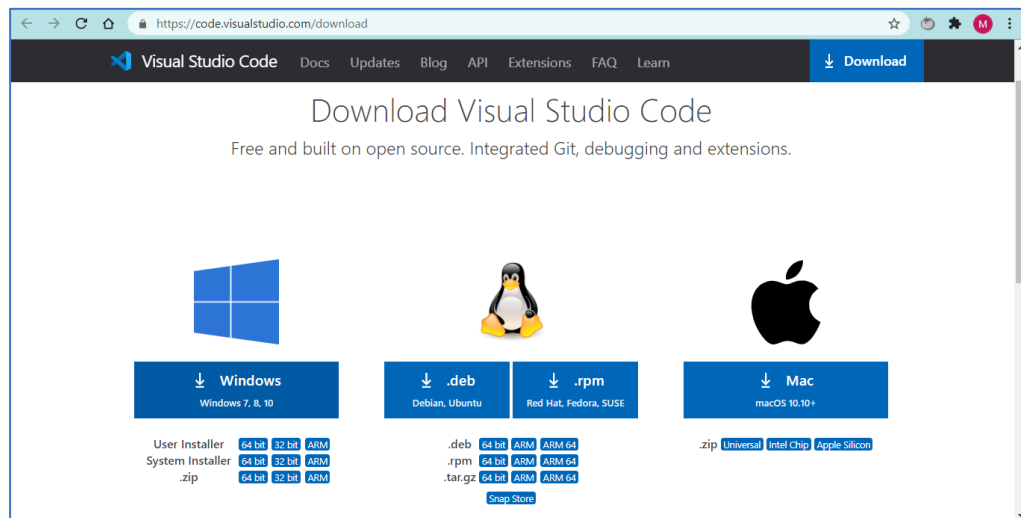 https://code.visualstudio.com/download
M
Visual Studio Code Docs Updates Blog API Extensions FAQ Learn Download
Download Visual Studio Code
Free and built on open source. Integrated Git, debugging and extensions.
Windows
Windows 7, 8, 10
.deb
Debian, Ubuntu
.rpm
Red Hat, Fedora, SUSE
Mac
macOS 10.10+
User Installer 64 bit 32 bit ARM
System Installer 64 bit 32 bit ARM
.zip 64 bit 32 bit ARM
.deb 64 bit ARM ARM 64
.rpm 64 bit ARM ARM 64
.tar.gz 64 bit ARM ARM 64
Snap Store
.zip Universal Intel Chip Apple Silicon